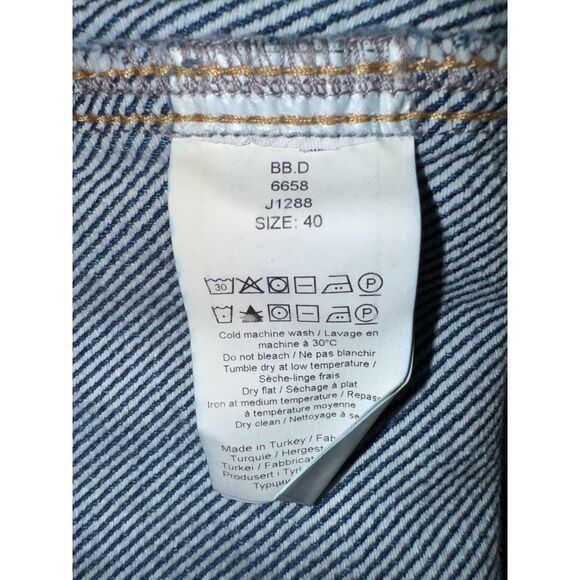 BB.D
6658
J1288
SIZE: 40
30 P
P
Cold machine wash / Lavage en
machine à 30°C
Do not bleach / Ne pas blanchir
Tumble dry at low temperature /
Sèche-linge frais
Dry flat / Séchage à plat
Iron at medium temperature / Repass
à température moyenne
Dry clean / Nettoyage à se
Made in Turkey / Fab
Turquie / Hergest
Türkei / Fabbricat
Produsert i Tyrk
Турции